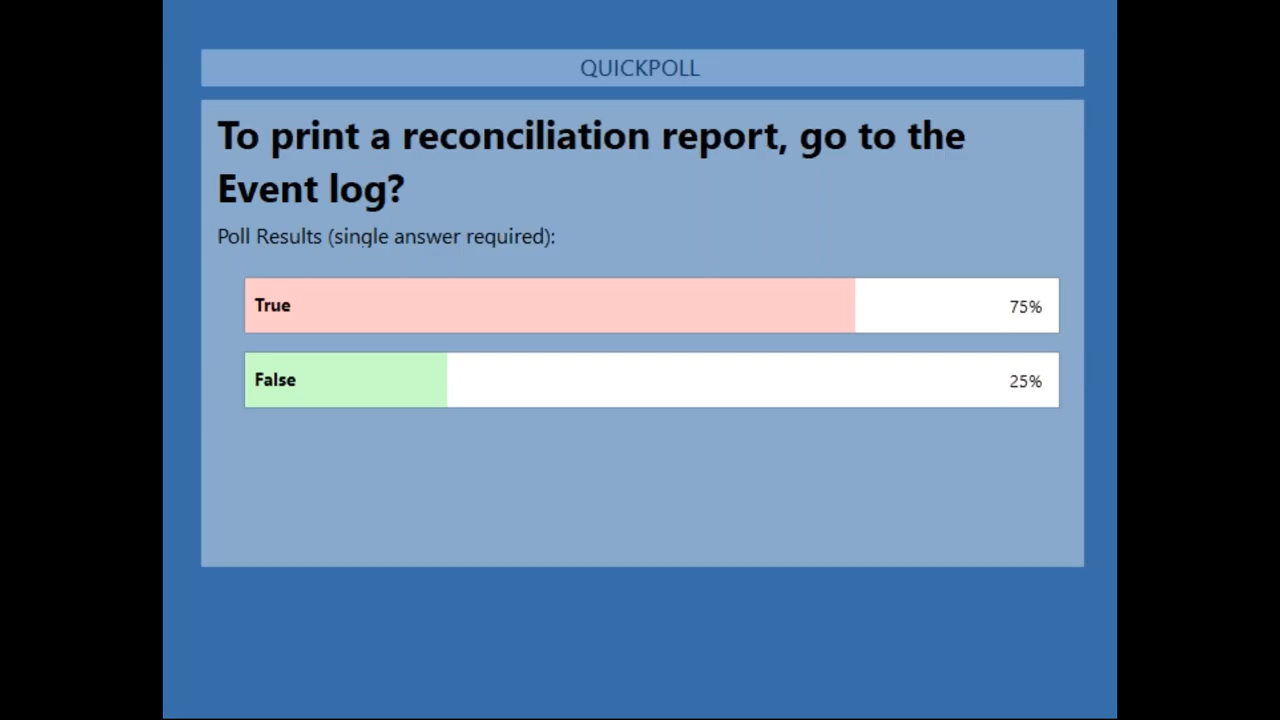 QUICKPOLL
To print a reconciliation report, go to the
Event log?
Poll Results (single answer required):
True 75%
False 25%